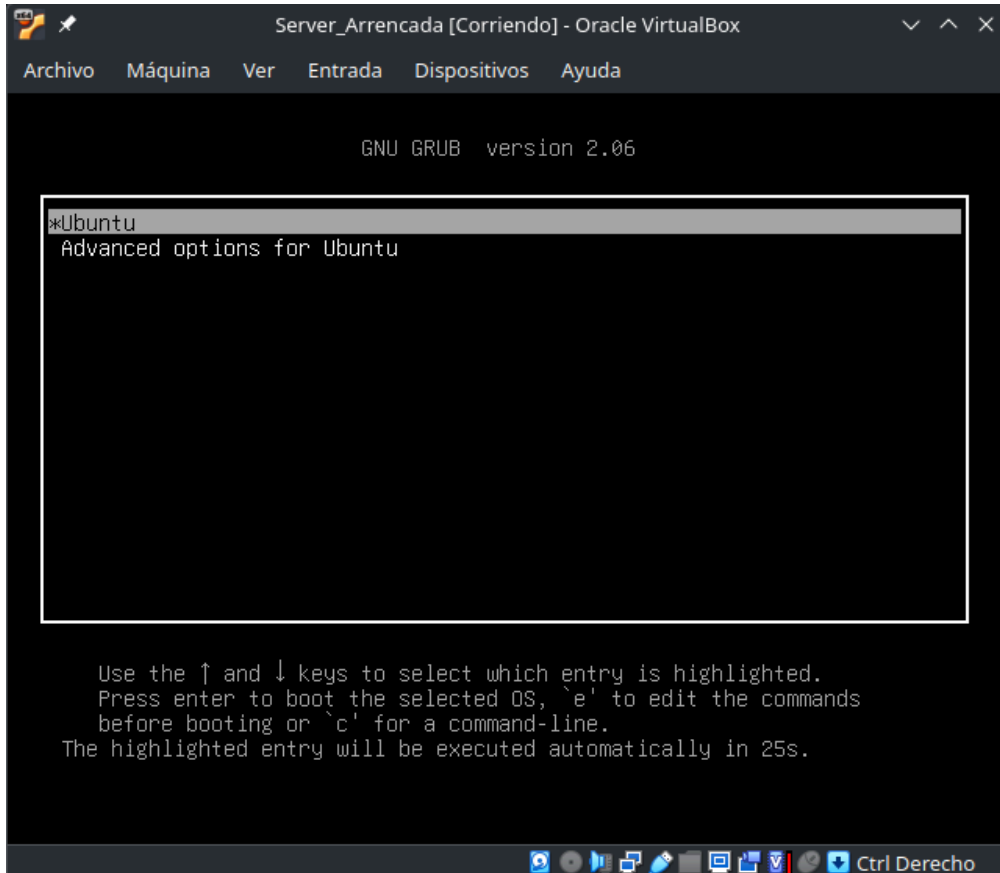 Server_Arrencada [Corriendo] - Oracle VirtualBox
Archivo Máquina Ver Entrada Dispositivos Ayuda
GNU GRUB version 2.06
*Ubuntu
Advanced options for Ubuntu
Use the ↑ and ↓ keys to select which entry is highlighted.
Press enter to boot the selected OS, `e' to edit the commands
before booting or `c' for a command-line.
The highlighted entry will be executed automatically in 25s.
Ctrl Derecho